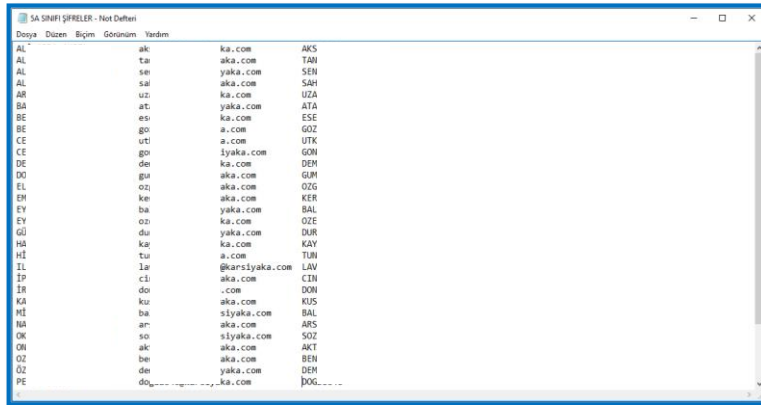 5A SINIFI ŞİFRELER - Not Defteri
Dosya Düzen Biçim Görünüm Yardım
AL ak ka.com AKS
AL ta aka.com TAN
AL se yaka.com SEN
AL sa aka.com SAH
AR uz ka.com UZA
BA at yaka.com ATA
BE es ka.com ESE
BE go a.com GOZ
CE ut a.com UTK
CE go iyaka.com GON
DE de ka.com DEM
DO gu aka.com GUM
EL oz aka.com OZG
EM ke aka.com KER
EY ba yaka.com BAL
EY oz ka.com OZE
GÜ du yaka.com DUR
HA ka ka.com KAY
Hİ tu a.com TUN
IL la @karsiyaka.com LAV
İP ci aka.com CIN
İR do .com DON
KA ku aka.com KUS
Mİ ba siyaka.com BAL
NA ar aka.com ARS
OK so siyaka.com SOZ
ON ak aka.com AKT
OZ be aka.com BEN
ÖZ de yaka.com DEM
PE do ka.com DOG